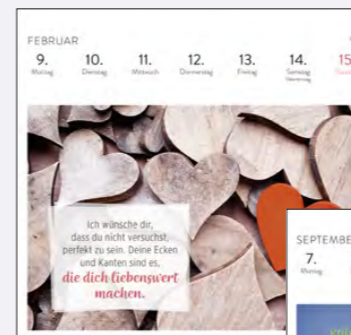 FEBRUAR
9. 10. 11. 12. 13. 14. 15
Montag Dienstag Mittwoch Donnerstag Freitag Samstag
Valentinstag
Ich wünsche dir,
dass du nicht versuchst,
perfekt zu sein. Deine Ecken
und Kanten sind es,
die dich liebenswert
machen.
SEPTEMBE
7.
Montag